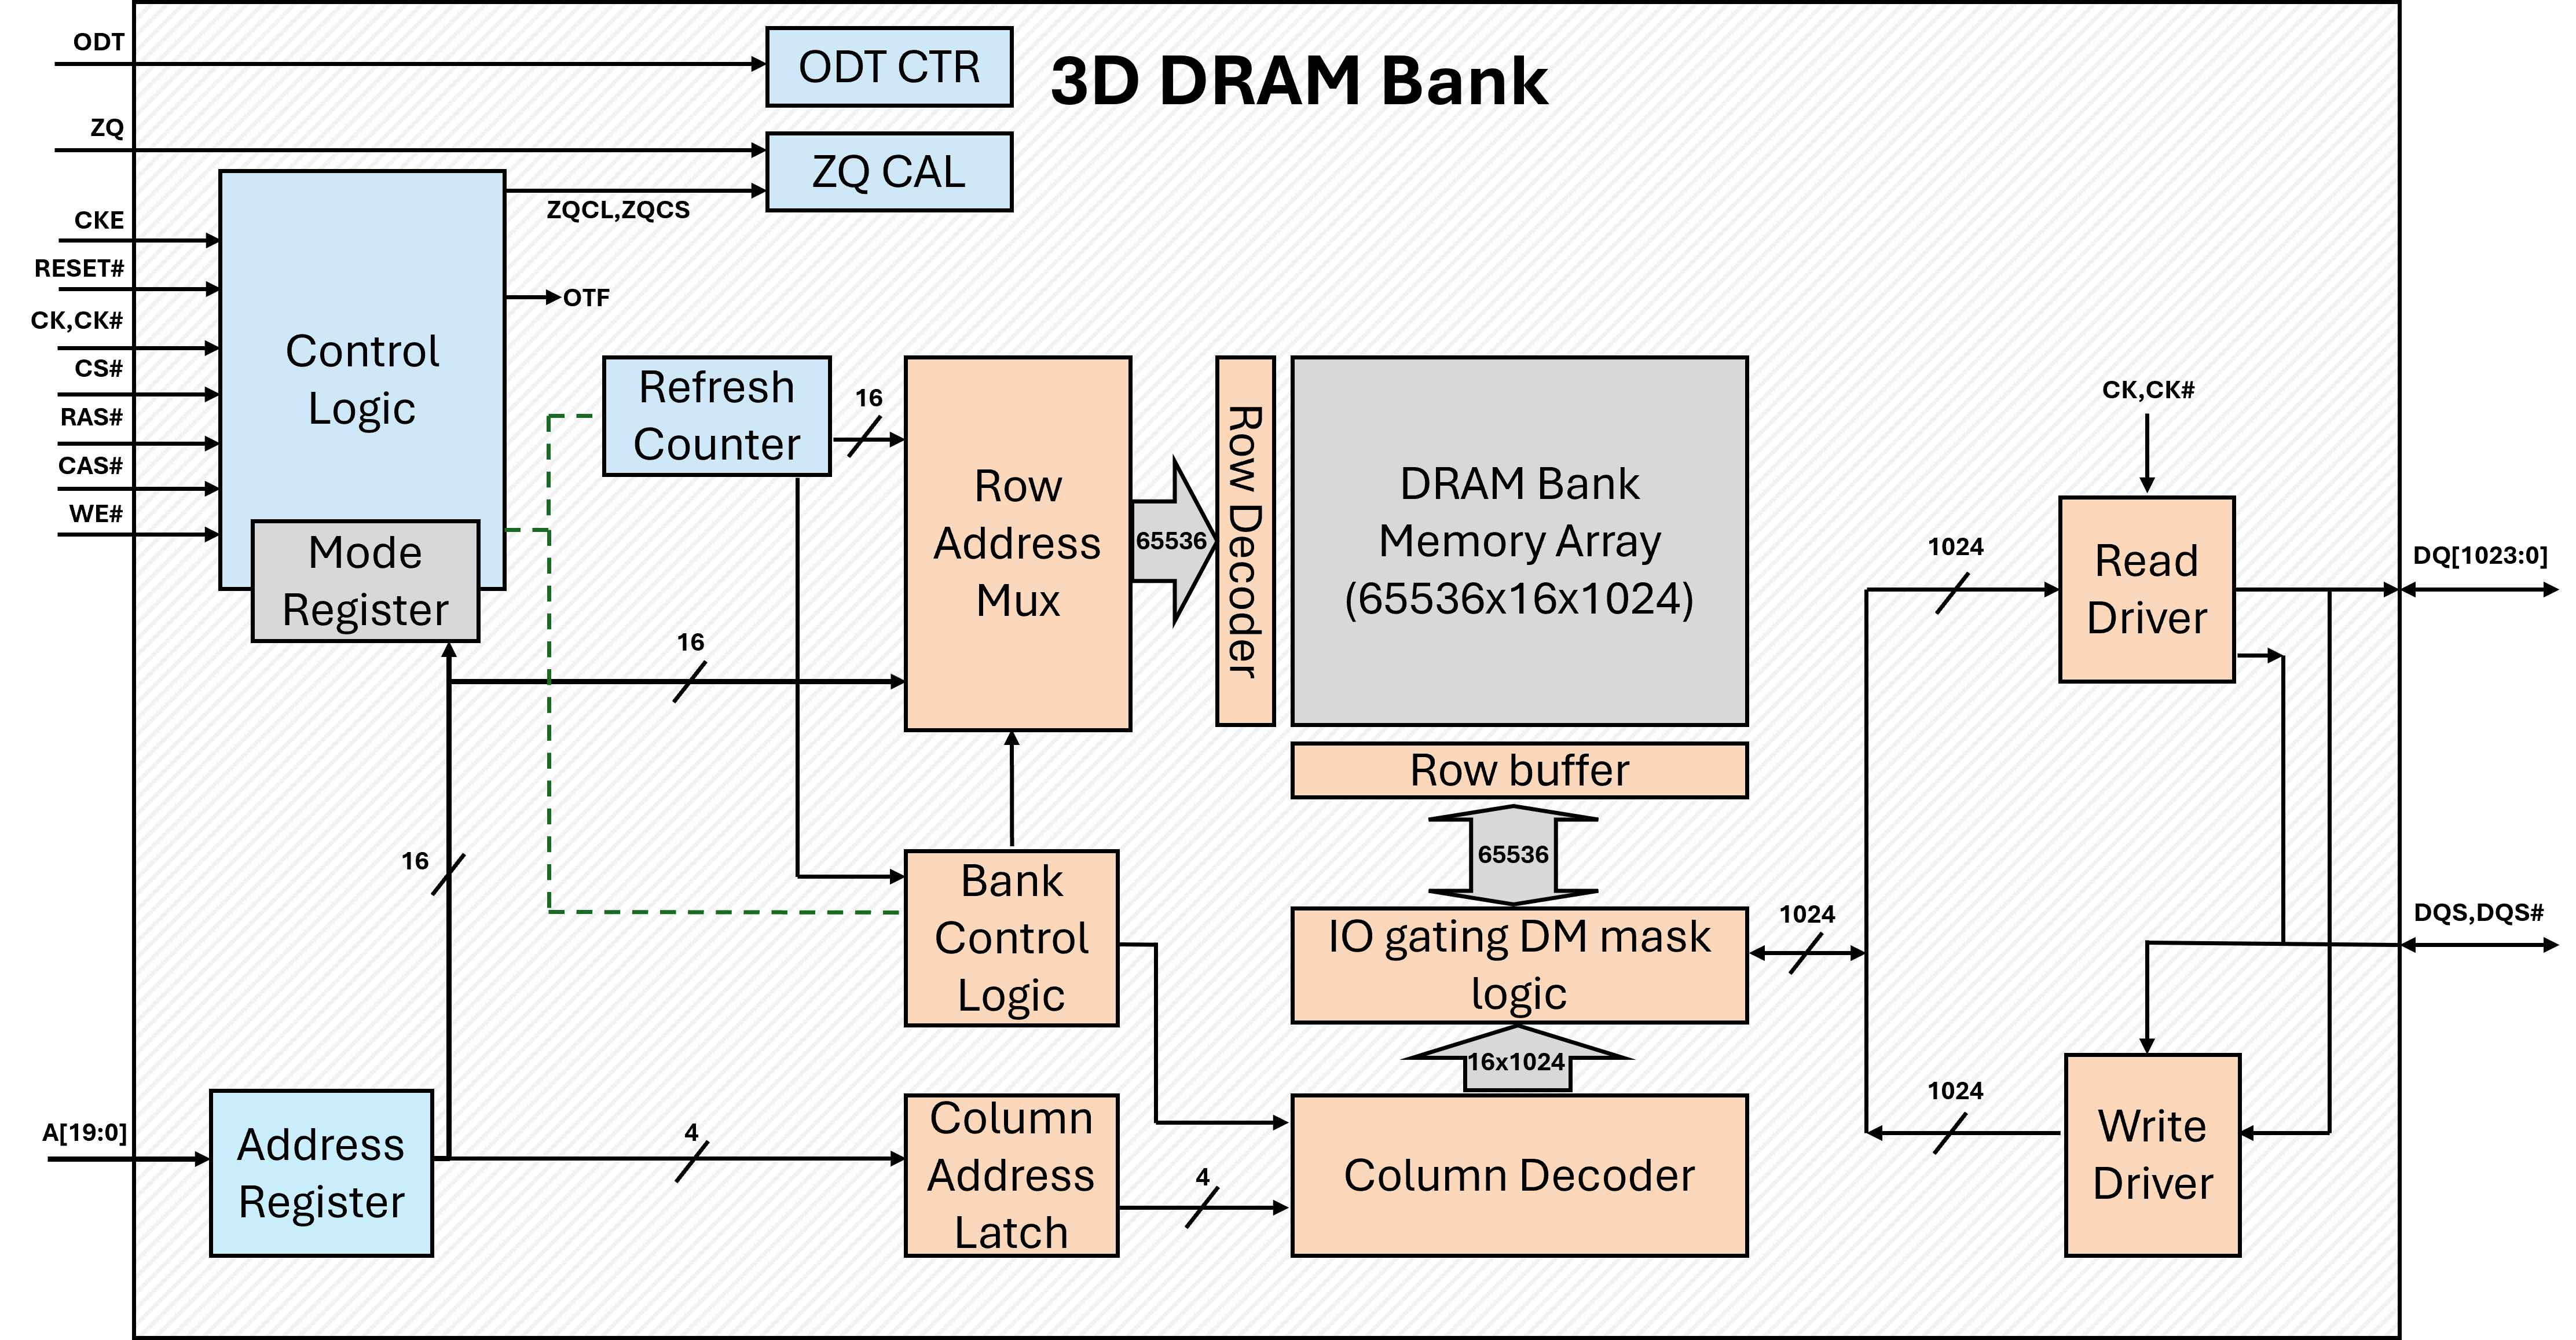 ODT
ODT CTR
3D DRAM Bank
ZQ
ZQ CAL
ZQCL,ZQCS
CKE
RESET#
CK,CK#
CS#
RAS#
CAS#
WE#
OTF
Control
Logic
Mode
Register
Refresh
Counter
16
Row
Address
Mux
65536
Row Decoder
DRAM Bank
Memory Array
(65536x16x1024)
CK,CK#
Read
Driver
1024
DQ[1023:0]
16
Row buffer
65536
16
Bank
Control
Logic
IO gating DM mask
logic
1024
DQS,DQS#
16x1024
A[19:0]
Address
Register
4
Column
Address
Latch
4
Column Decoder
1024
Write
Driver